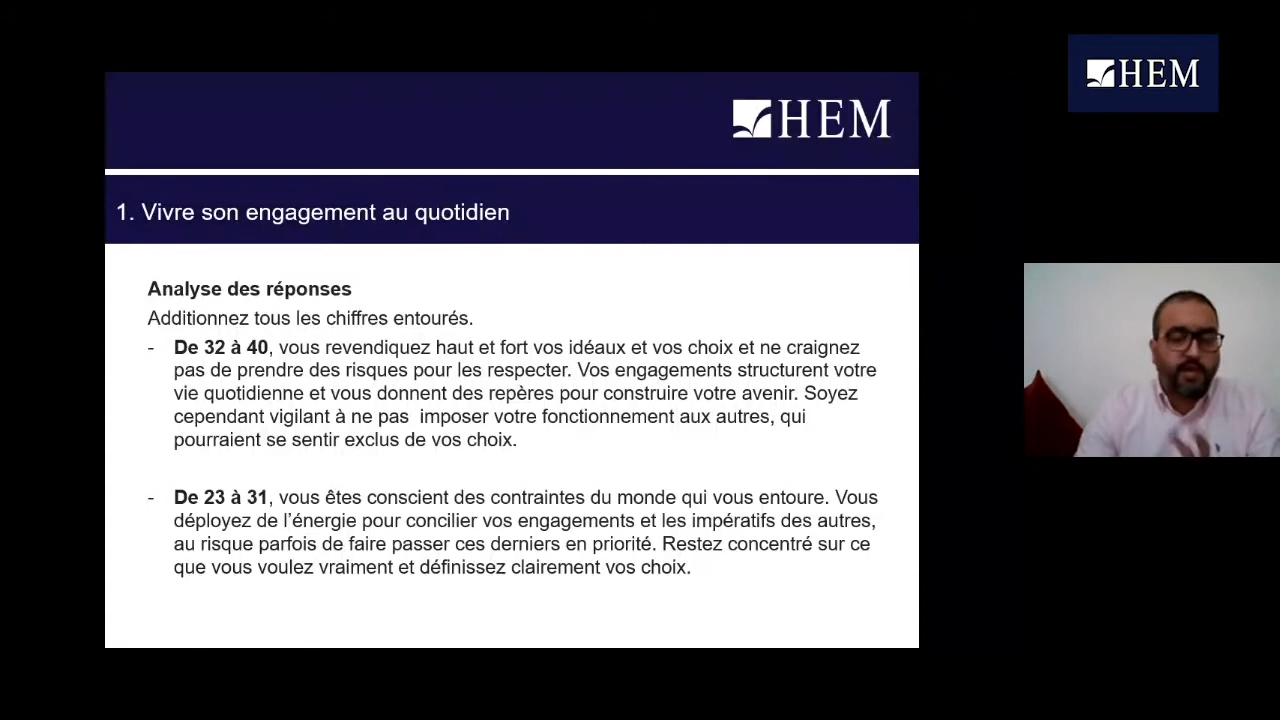 HEM
HEM
1. Vivre son engagement au quotidien
Analyse des réponses
Additionnez tous les chiffres entourés.
- De 32 à 40, vous revendiquez haut et fort vos idéaux et vos choix et ne craignez
pas de prendre des risques pour les respecter. Vos engagements structurent votre
vie quotidienne et vous donnent des repères pour construire votre avenir. Soyez
cependant vigilant à ne pas  imposer votre fonctionnement aux autres, qui
pourraient se sentir exclus de vos choix.
- De 23 à 31, vous êtes conscient des contraintes du monde qui vous entoure. Vous
déployez de l’énergie pour concilier vos engagements et les impératifs des autres,
au risque parfois de faire passer ces derniers en priorité. Restez concentré sur ce
que vous voulez vraiment et définissez clairement vos choix.